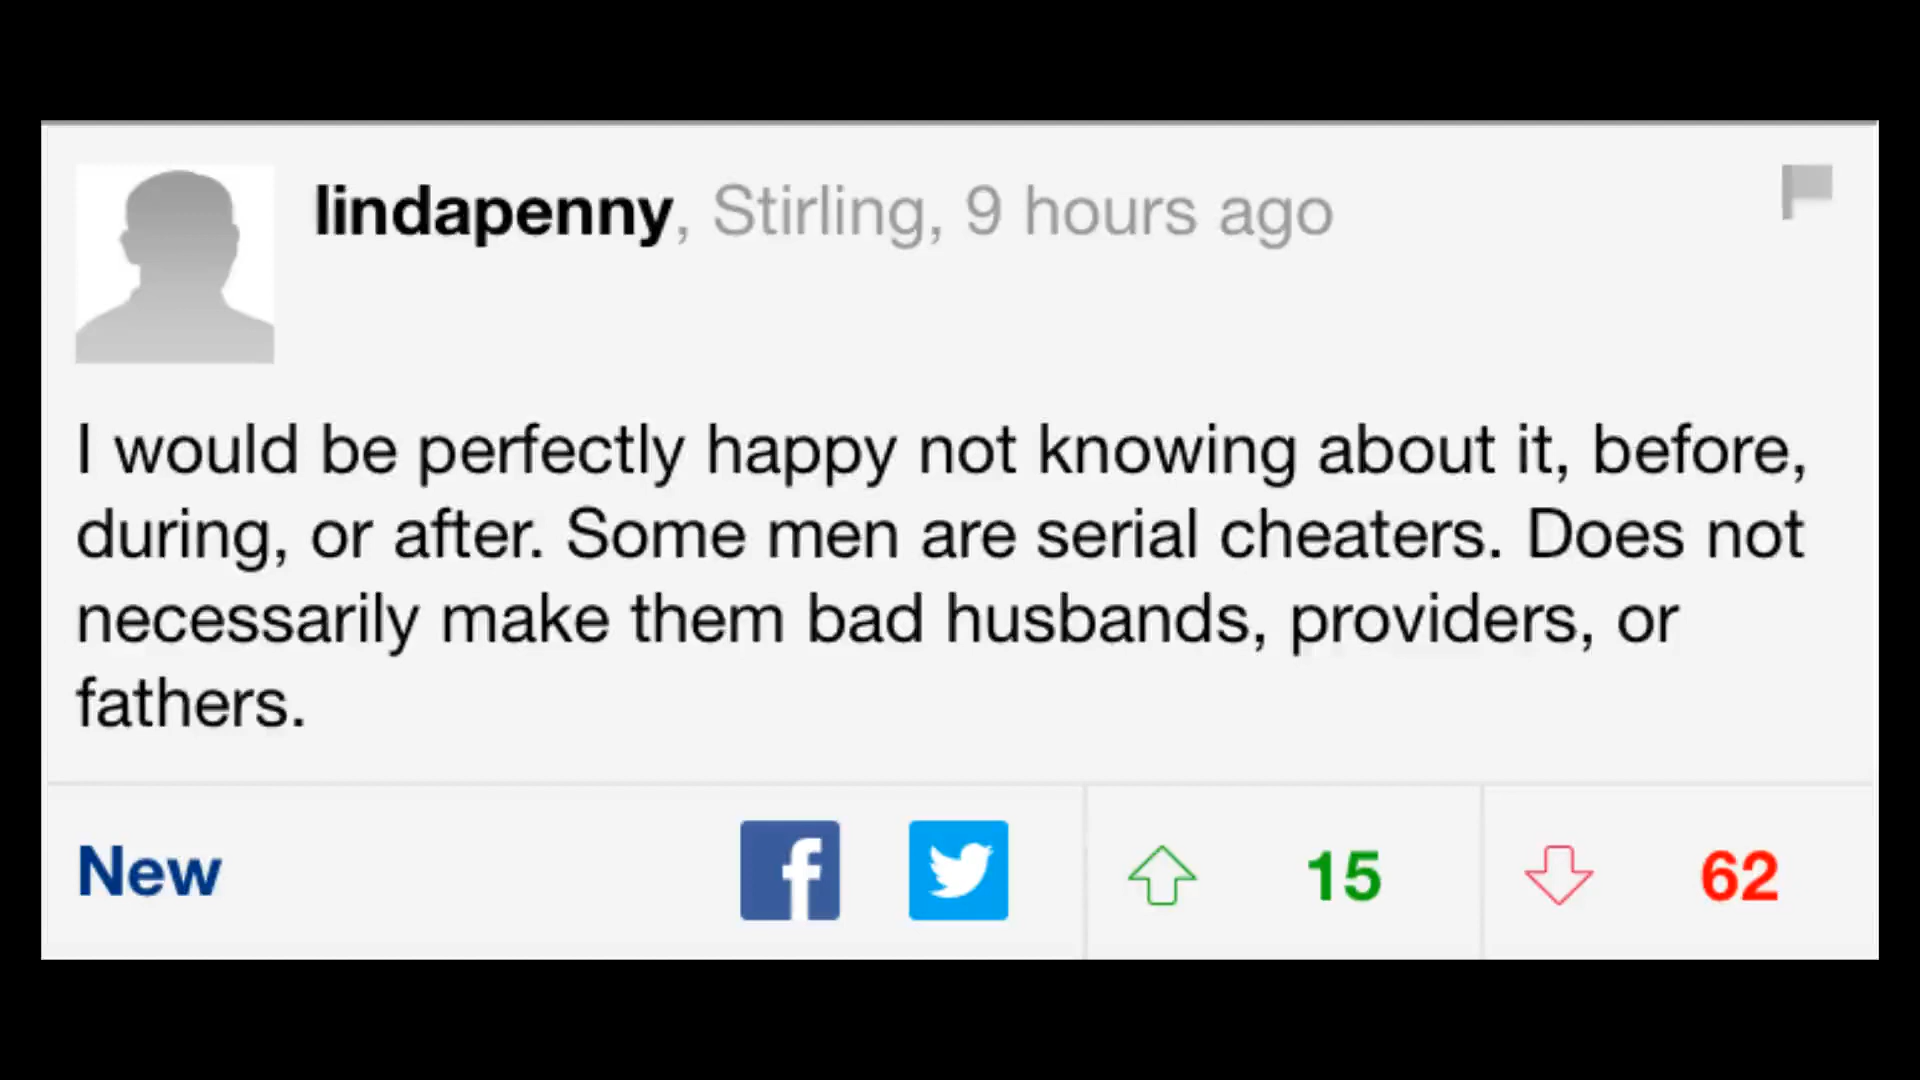 lindapenny, Stirling, 9 hours ago
I would be perfectly happy not knowing about it, before,
during, or after. Some men are serial cheaters. Does not
necessarily make them bad husbands, providers, or
fathers.
New
15
62